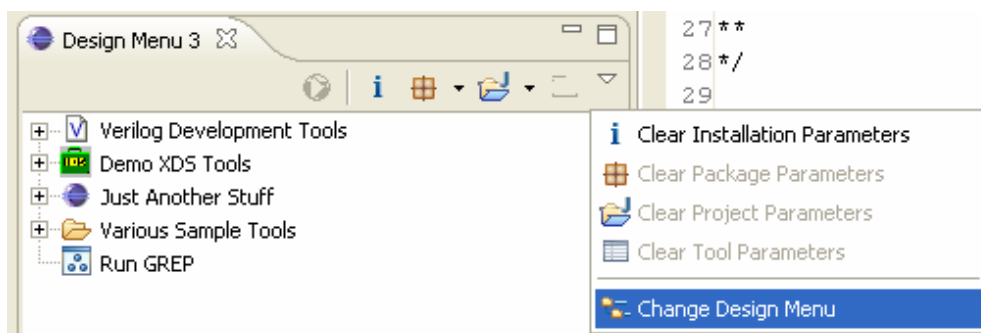 Design Menu 3
27**
28*/
29
Verilog Development Tools
Demo XDS Tools
Just Another Stuff
Various Sample Tools
Run GREP
Clear Installation Parameters
Clear Package Parameters
Clear Project Parameters
Clear Tool Parameters
Change Design Menu